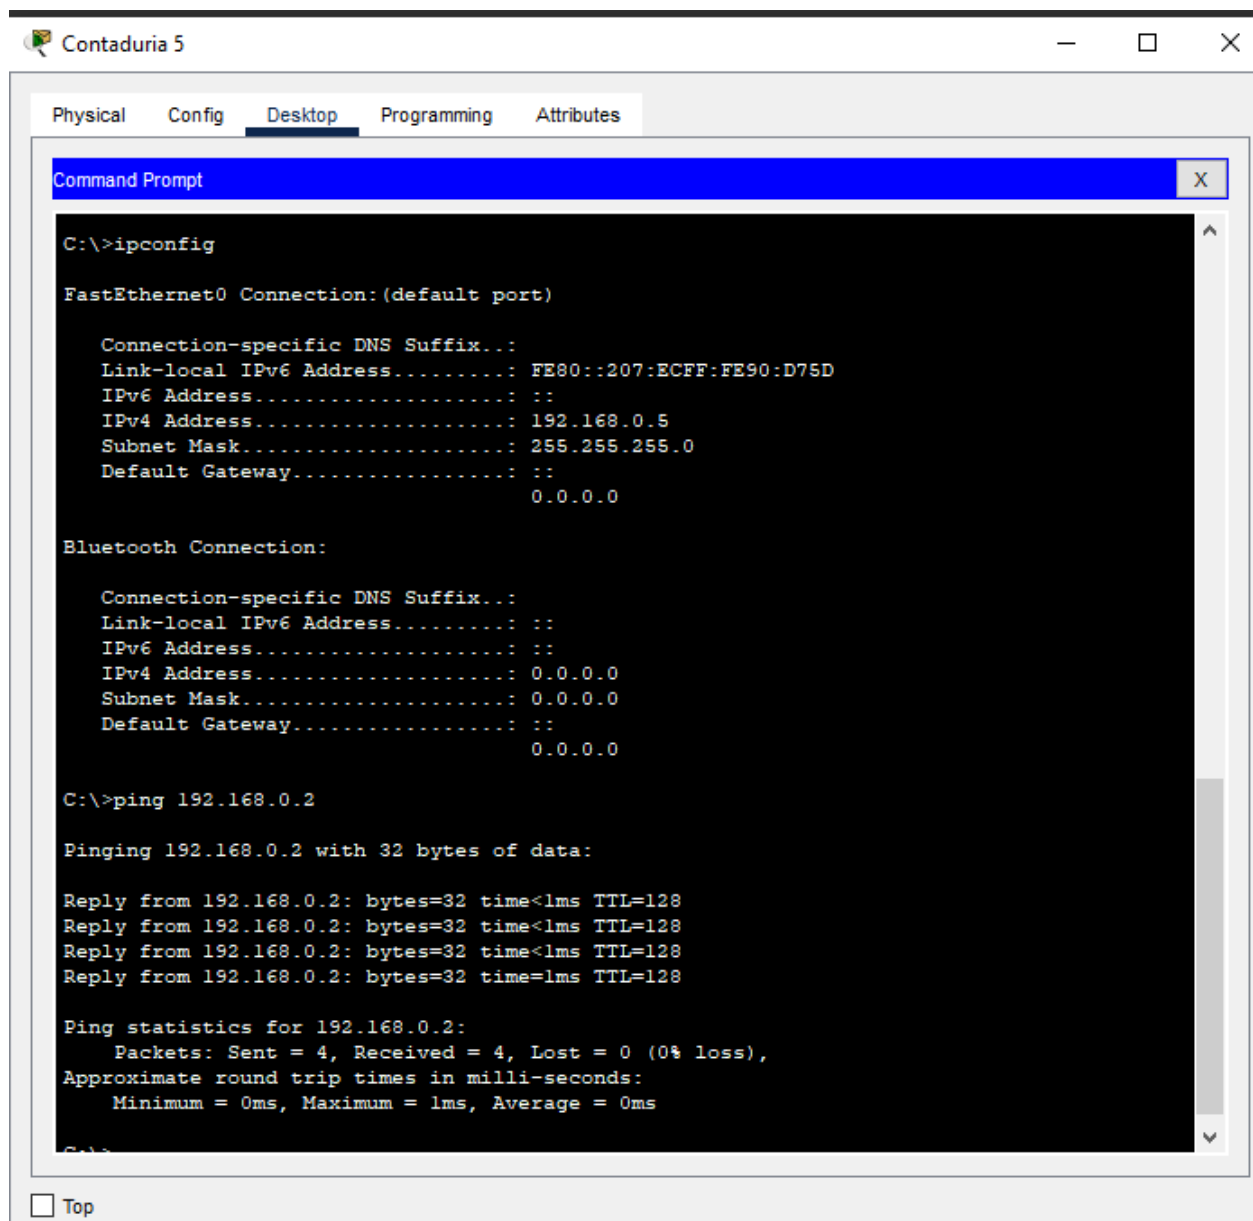 Contaduria 5
Physical Config Desktop Programming Attributes
Command Prompt X
C:\>ipconfig
FastEthernet0 Connection:(default port)
Connection-specific DNS Suffix..:
Link-local IPv6 Address.........: FE80::207:ECFF:FE90:D75D
IPv6 Address....................: ::
IPv4 Address....................: 192.168.0.5
Subnet Mask.....................: 255.255.255.0
Default Gateway.................: ::
0.0.0.0
Bluetooth Connection:
Connection-specific DNS Suffix..:
Link-local IPv6 Address.........: ::
IPv6 Address....................: ::
IPv4 Address....................: 0.0.0.0
Subnet Mask.....................: 0.0.0.0
Default Gateway.................: ::
0.0.0.0
C:\>ping 192.168.0.2
Pinging 192.168.0.2 with 32 bytes of data:
Reply from 192.168.0.2: bytes=32 time<1ms TTL=128
Reply from 192.168.0.2: bytes=32 time<1ms TTL=128
Reply from 192.168.0.2: bytes=32 time<1ms TTL=128
Reply from 192.168.0.2: bytes=32 time=1ms TTL=128
Ping statistics for 192.168.0.2:
Packets: Sent = 4, Received = 4, Lost = 0 (0% loss),
Approximate round trip times in milli-seconds:
Minimum = 0ms, Maximum = 1ms, Average = 0ms
C:\>
Top